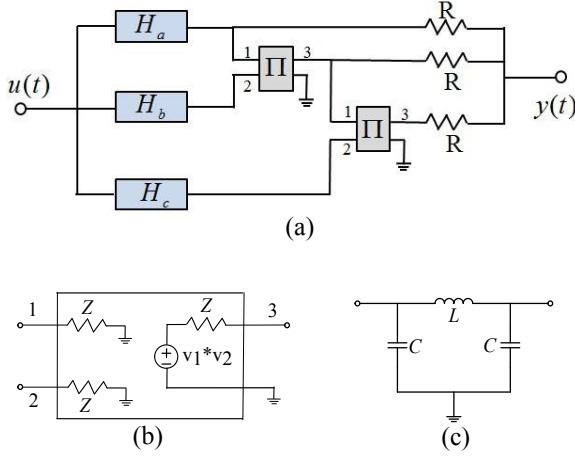 H_a
R
1
3
Π
2
R
u(t)
H_b
y(t)
1
3
Π
2
R
H_c
(a)
1
Z
Z
3
v1*v2
2
Z
(b)
L
C
C
(c)